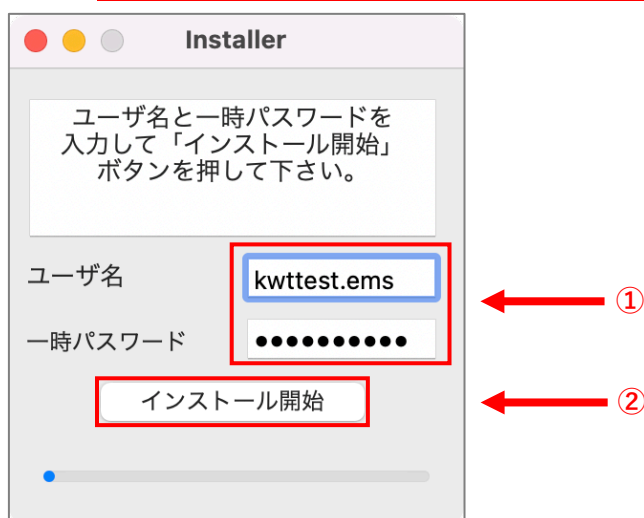 Installer
ユーザ名と一時パスワードを
入力して「インストール開始」
ボタンを押して下さい。
ユーザ名 kwttest.ems
①
一時パスワード ●●●●●●●●●●
インストール開始 ②